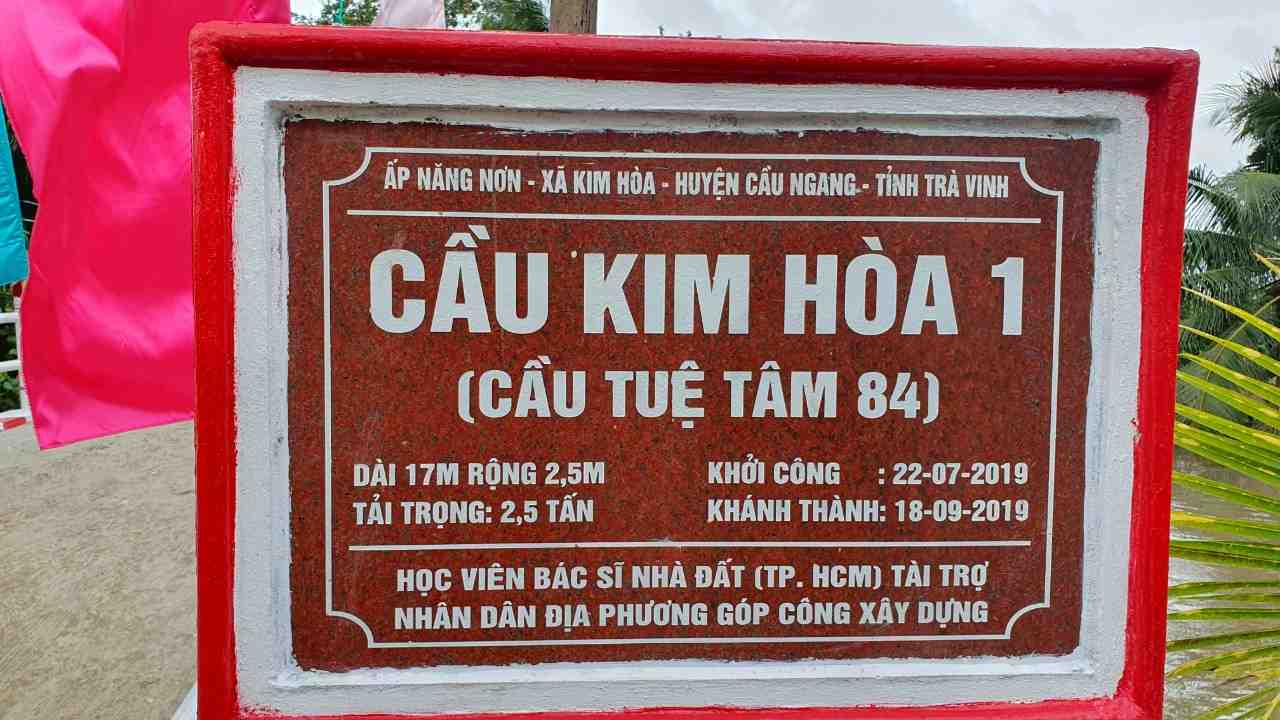 ẤP NĂNG NƠN - XÃ KIM HÒA - HUYỆN CẦU NGANG - TỈNH TRÀ VINH
CẦU KIM HÒA 1
(CẦU TUỆ TÂM 84)
DÀI 17M RỘNG 2,5M
TẢI TRỌNG: 2,5 TẤN
KHỞI CÔNG : 22-07-2019
KHÁNH THÀNH: 18-09-2019
HỌC VIÊN BÁC SĨ NHÀ ĐẤT (TP. HCM) TÀI TRỢ
NHÂN DÂN ĐỊA PHƯƠNG GÓP CÔNG XÂY DỰNG